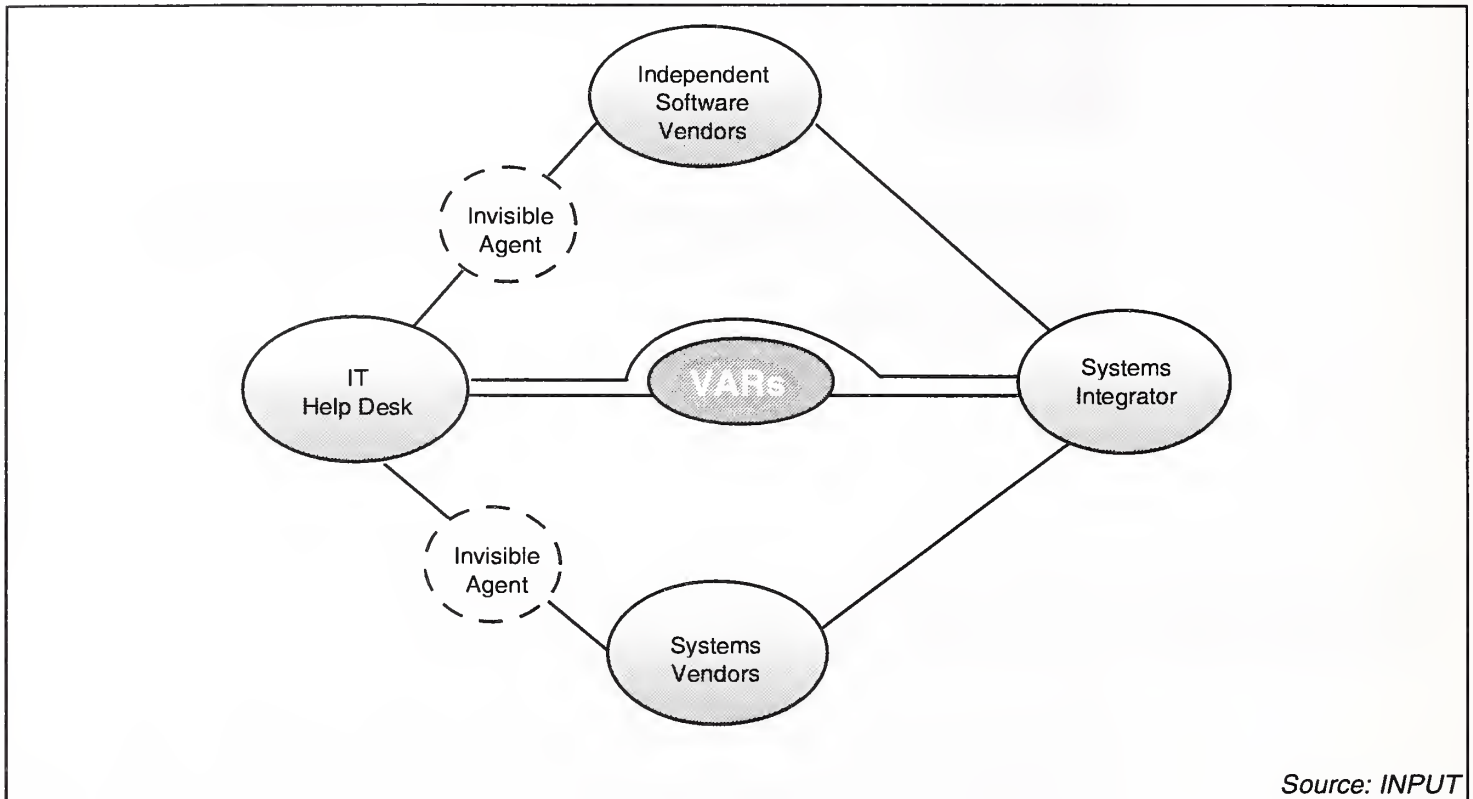 Independent
Software
Vendors
Invisible
Agent
IT
Help Desk
VARs
Systems
Integrator
Invisible
Agent
Systems
Vendors
Source: INPUT